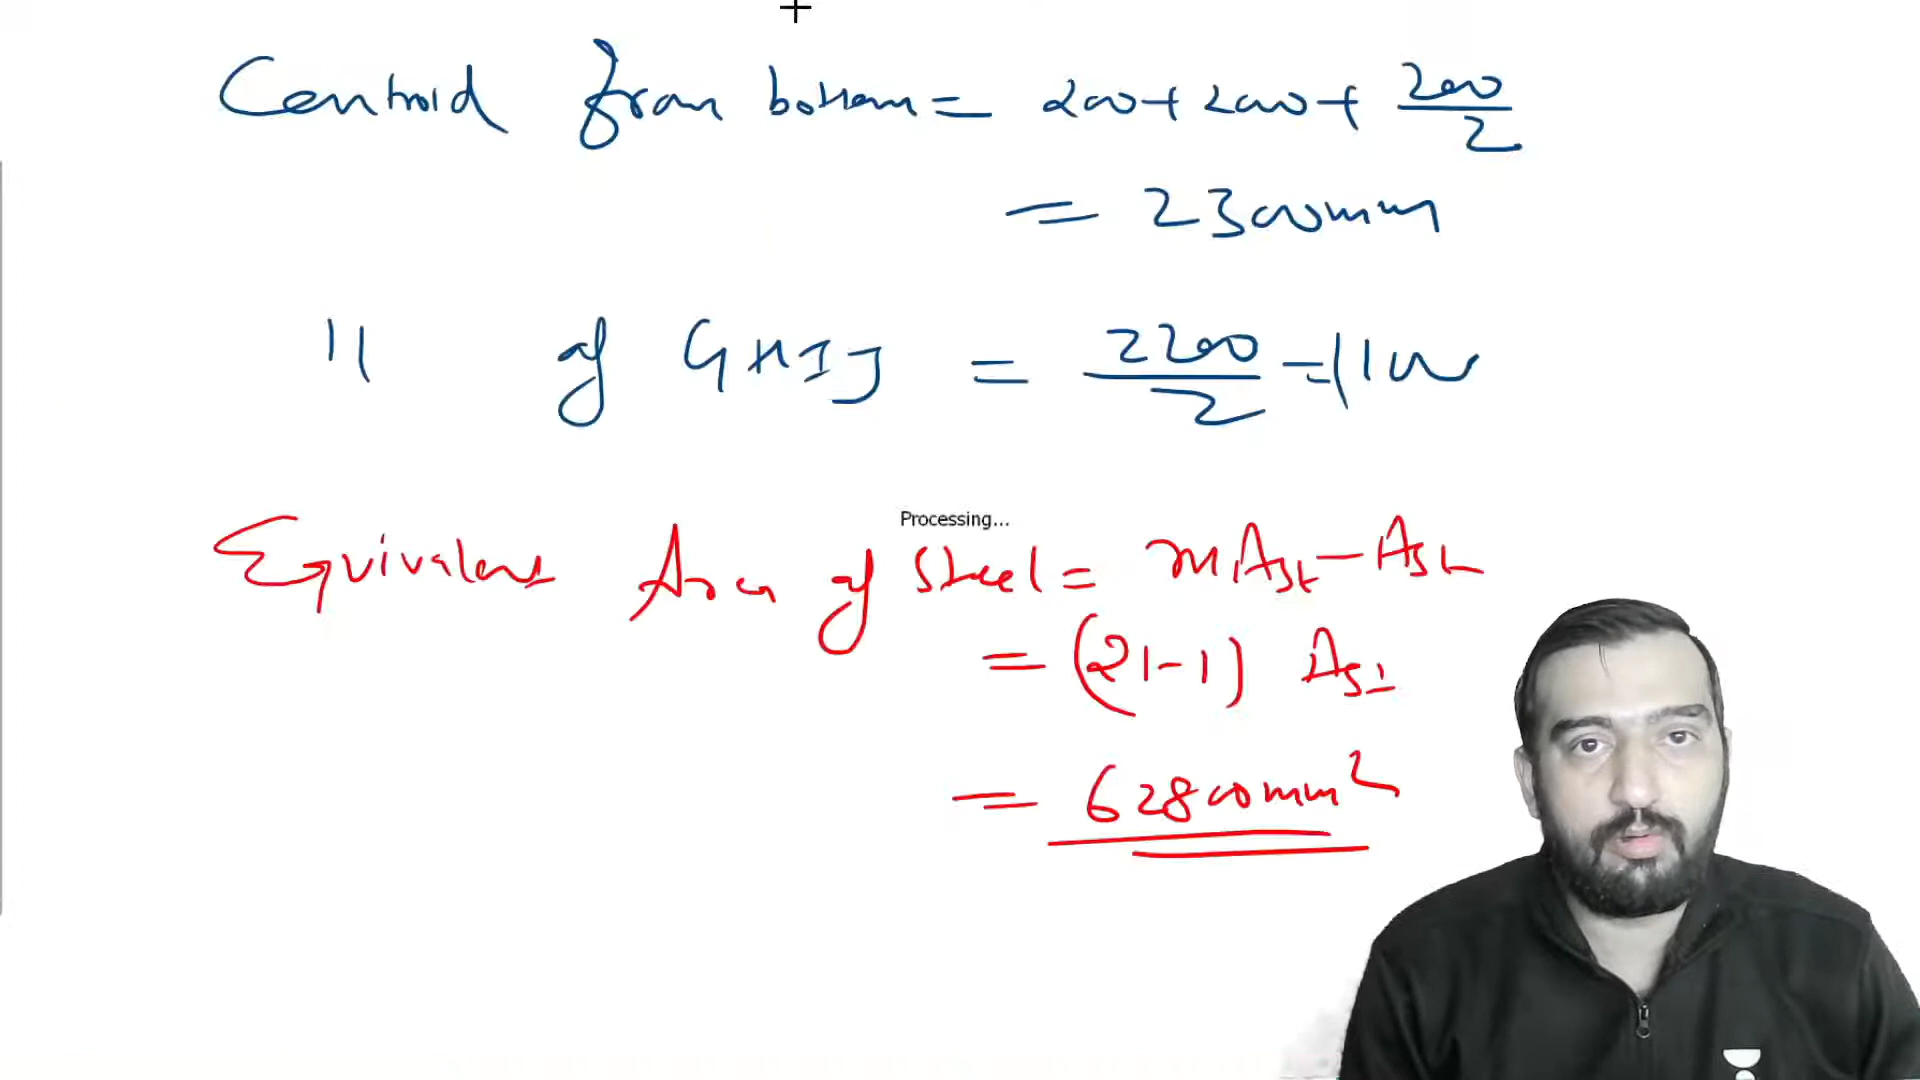 Centroid from bottom = 200 + 2000 + 200/2
= 2300mm
" of GHIJ = 2200/2 = 1100
Processing...
Equivalent Area of steel = mAst - Ast
= (21-1) Ast
= 62800mm²